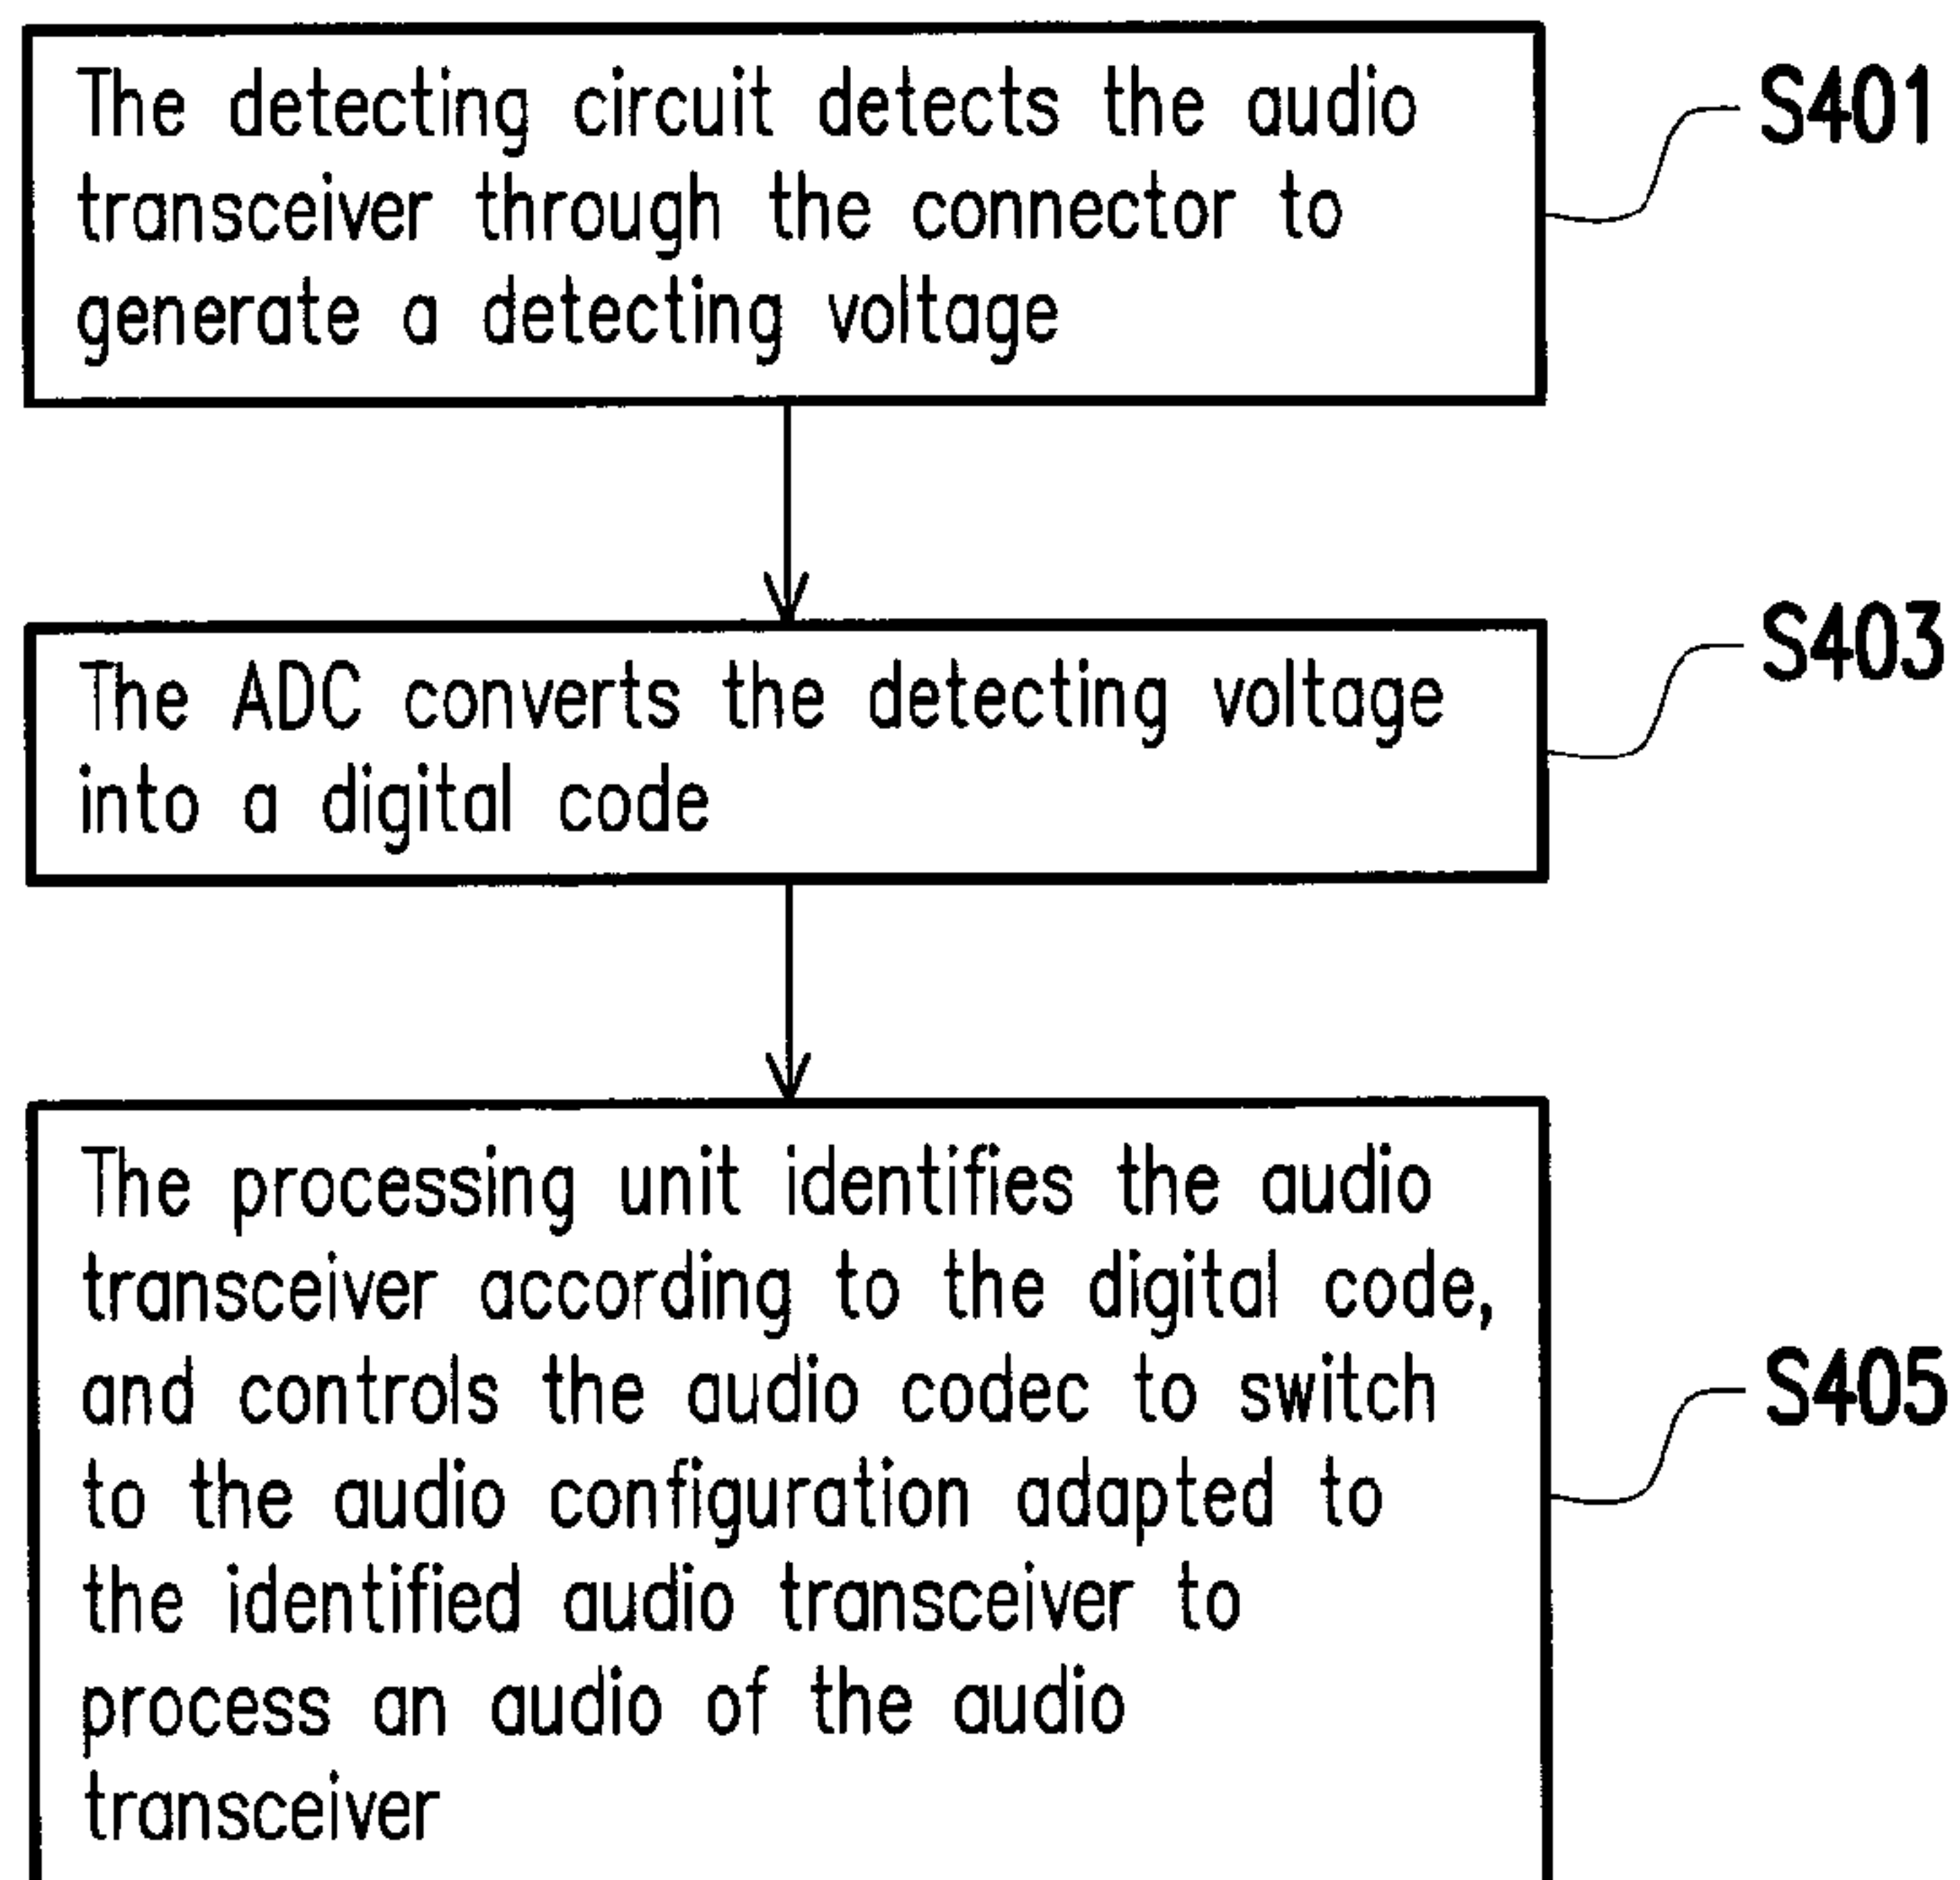 The detecting circuit detects the audio
transceiver through the connector to
generate a detecting voltage
S401
The ADC converts the detecting voltage
into a digital code
S403
The processing unit identifies the audio
transceiver according to the digital code,
and controls the audio codec to switch
to the audio configuration adapted to
the identified audio transceiver to
process an audio of the audio
transceiver
S405